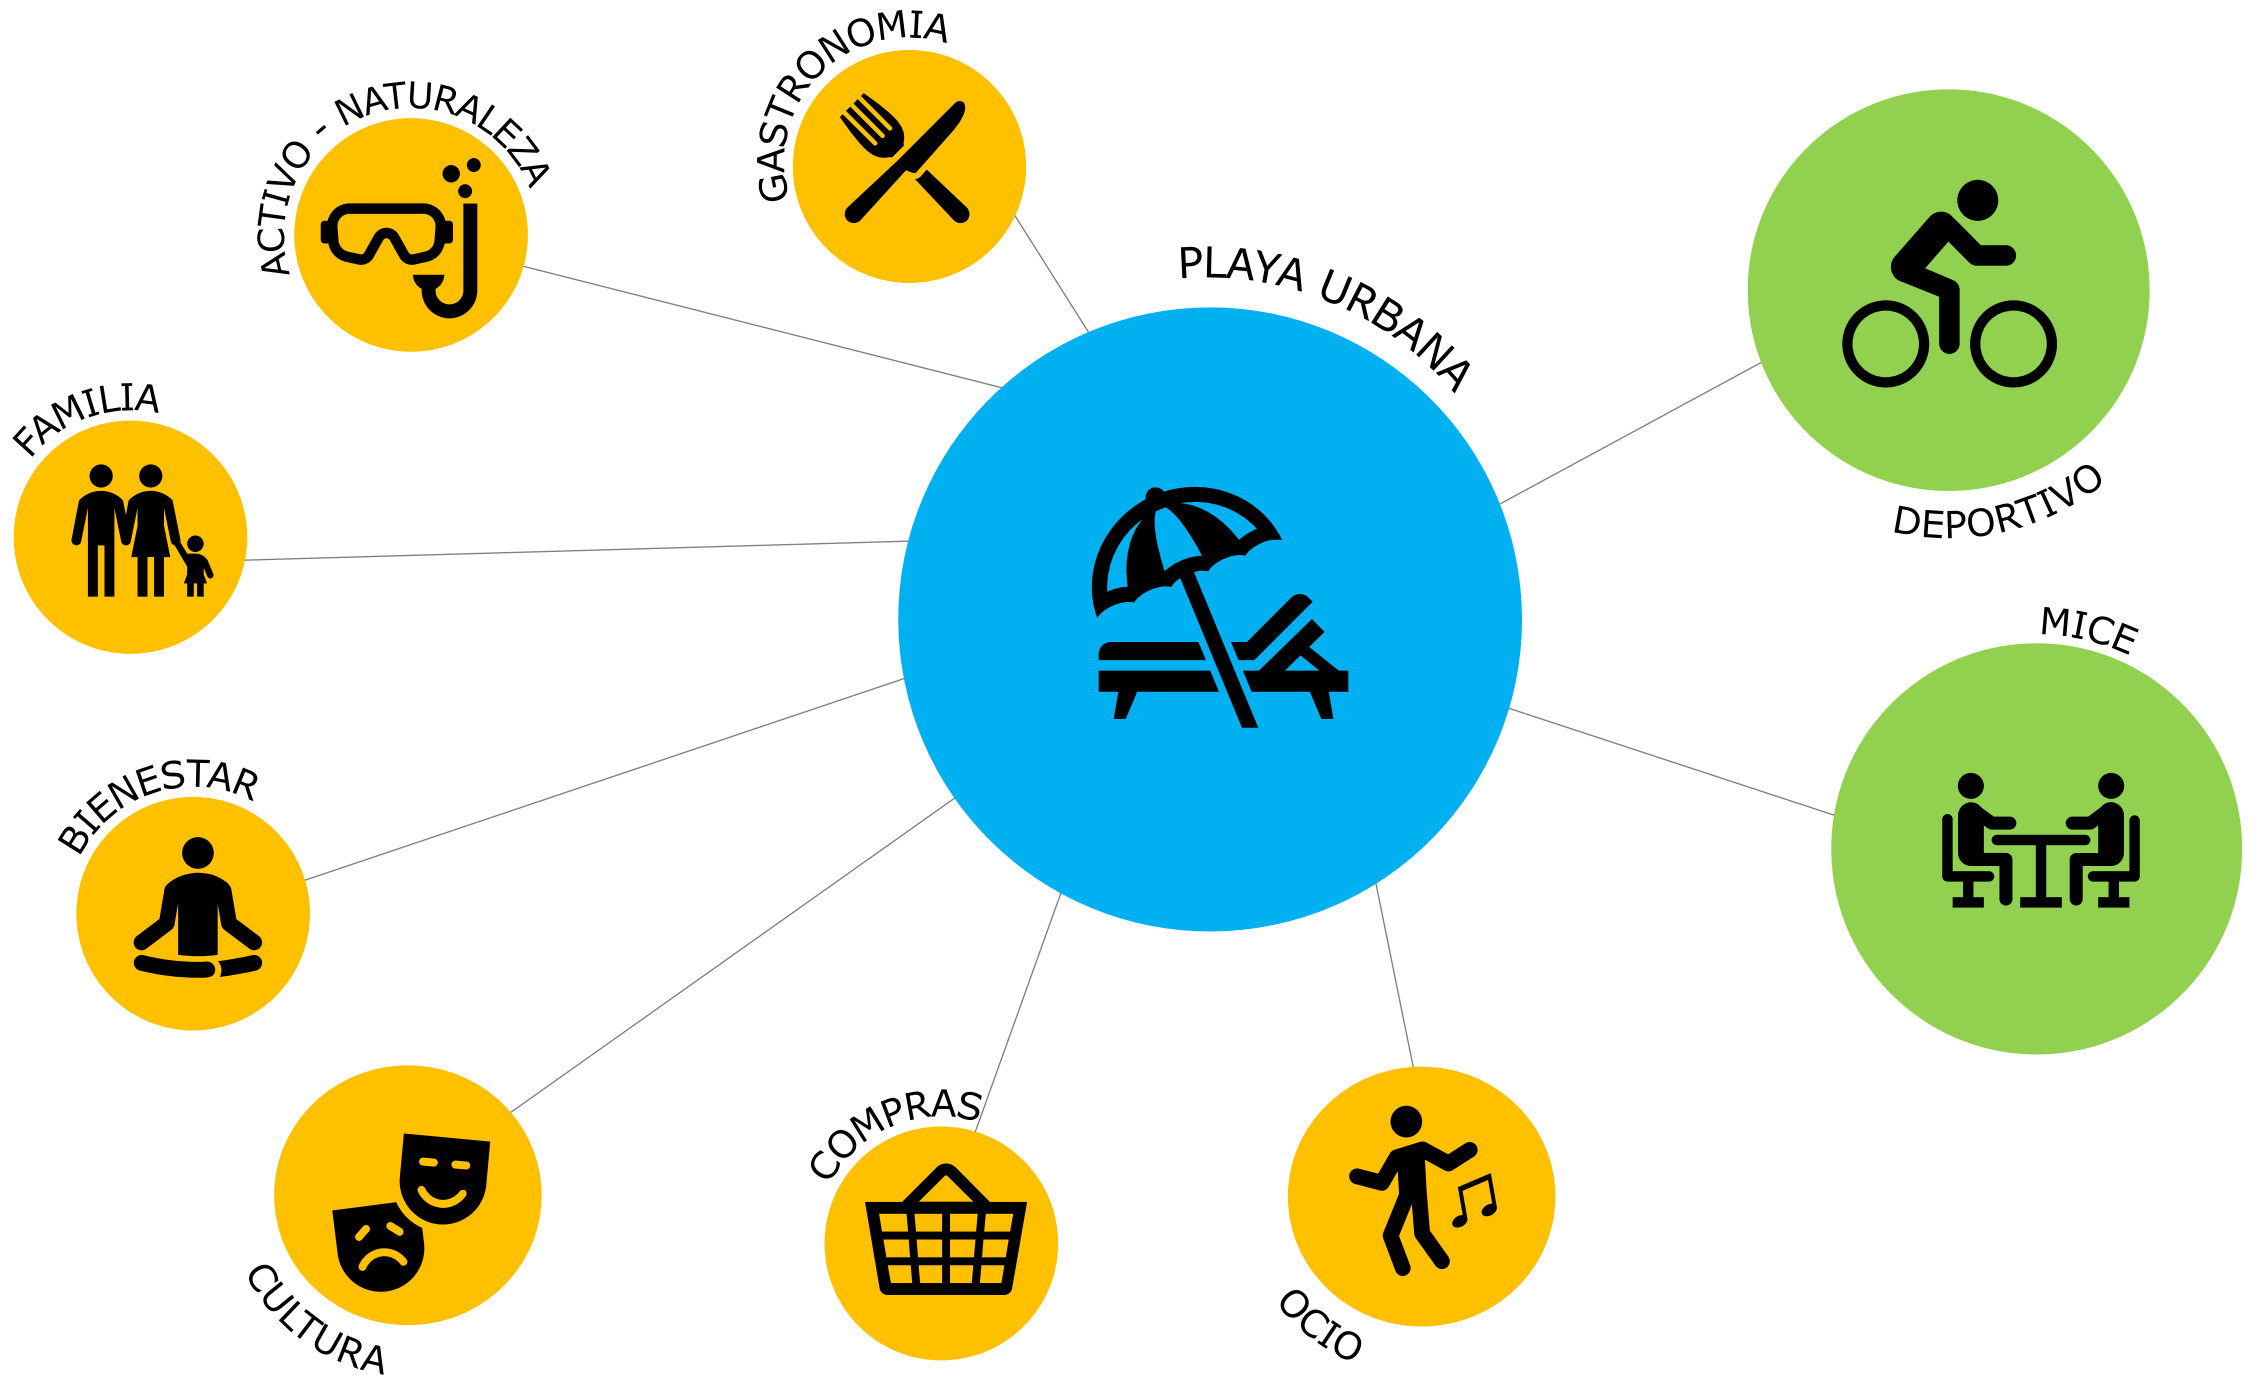 GASTRONOMIA
ACTIVO - NATURALEZA
PLAYA URBANA
FAMILIA
DEPORTIVO
MICE
BIENESTAR
COMPRAS
CULTURA
OCIO